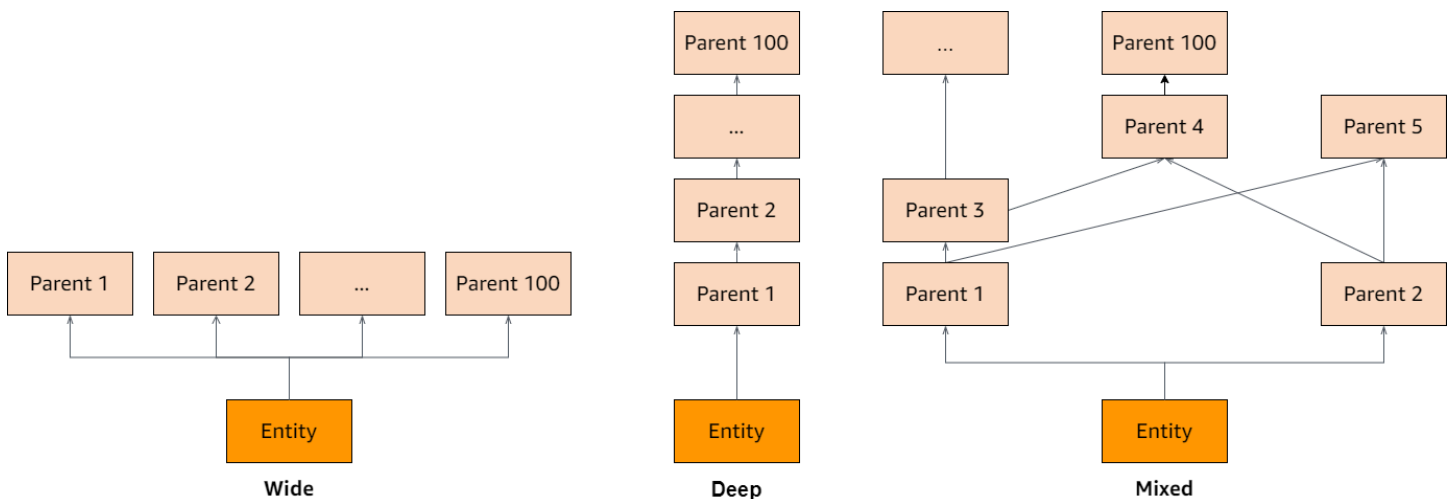 Parent 1
Parent 2
...
Parent 100
Entity
Wide
Parent 100
...
Parent 2
Parent 1
Entity
Deep
...
Parent 100
Parent 4
Parent 5
Parent 3
Parent 1
Parent 2
Entity
Mixed